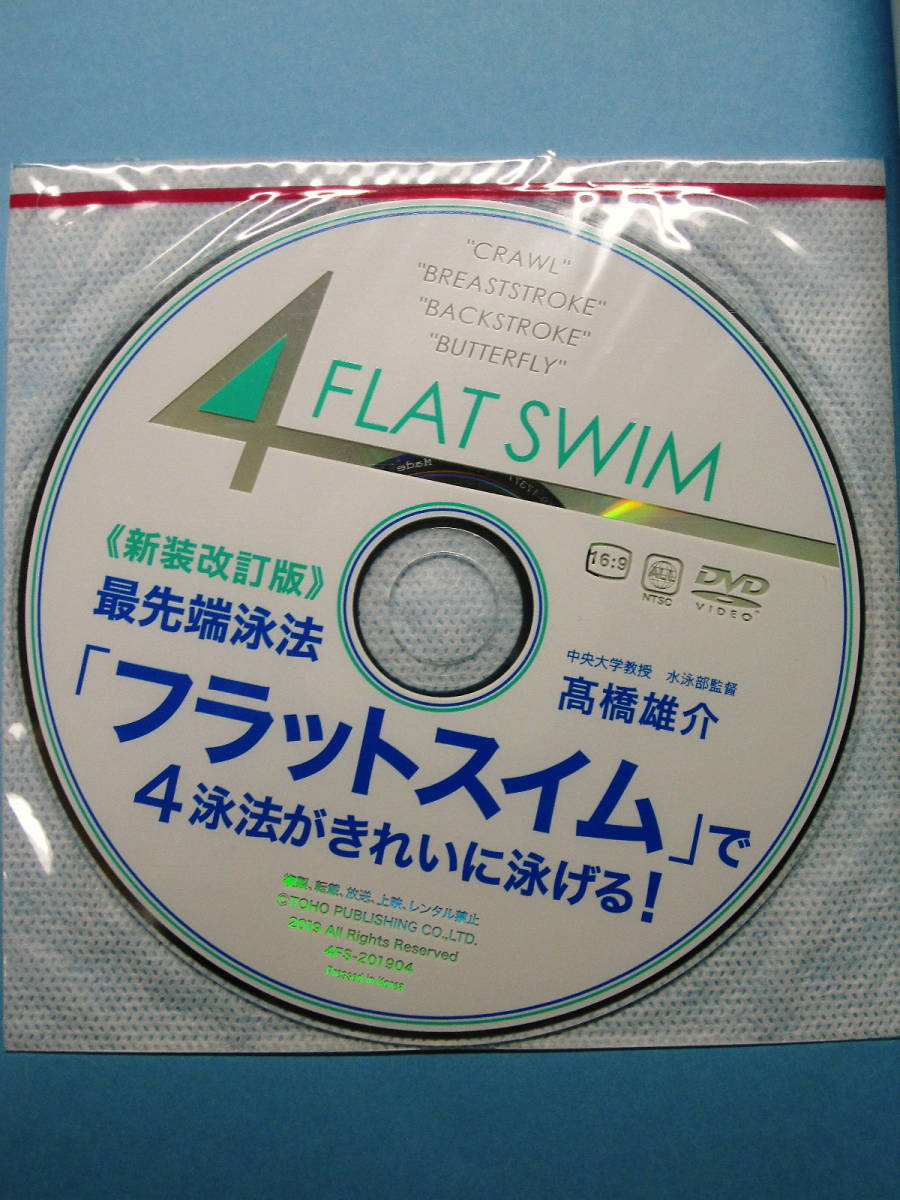 "CRAWL"
"BREASTSTROKE"
"BACKSTROKE"
"BUTTERFLY"
4 FLAT SWIM
16:9
ALL
NTSC
DVD
VIDEO
《新装改訂版》
最先端泳法
「フラットスイム」で
4泳法がきれいに泳げる!
中央大学教授 水泳部監督
髙橋雄介
複製、転載、放送、上映、レンタル禁止
©TOHO PUBLISHING CO.,LTD.
2019 All Rights Reserved
4FS-201904
Pressed in Korea